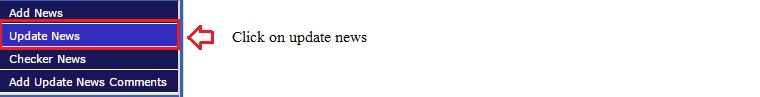 Add News
Update News
Click on update news
Checker News
Add Update News Comments